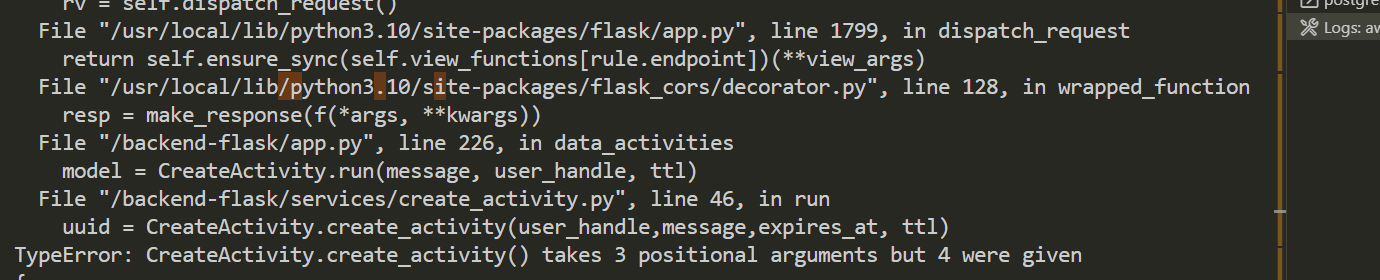 rv = self.dispatch_request()
File "/usr/local/lib/python3.10/site-packages/flask/app.py", line 1799, in dispatch_request
return self.ensure_sync(self.view_functions[rule.endpoint])(**view_args)
File "/usr/local/lib/python3.10/site-packages/flask_cors/decorator.py", line 128, in wrapped_function
resp = make_response(f(*args, **kwargs))
File "/backend-flask/app.py", line 226, in data_activities
model = CreateActivity.run(message, user_handle, ttl)
File "/backend-flask/services/create_activity.py", line 46, in run
uuid = CreateActivity.create_activity(user_handle,message,expires_at, ttl)
TypeError: CreateActivity.create_activity() takes 3 positional arguments but 4 were given
postgre
Logs: aw